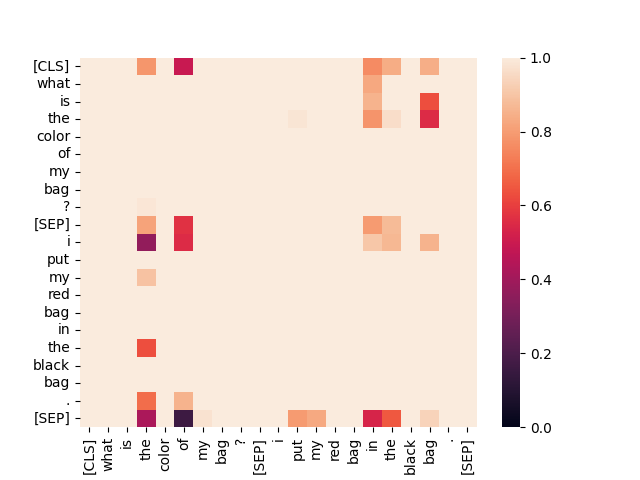 [CLS]
what
is
the
color
of
my
bag
?
[SEP]
i
put
my
red
bag
in
the
black
bag
.
[SEP]
[CLS] what is the color of my bag ? [SEP] i put my red bag in the black bag . [SEP]
1.0
0.8
0.6
0.4
0.2
0.0